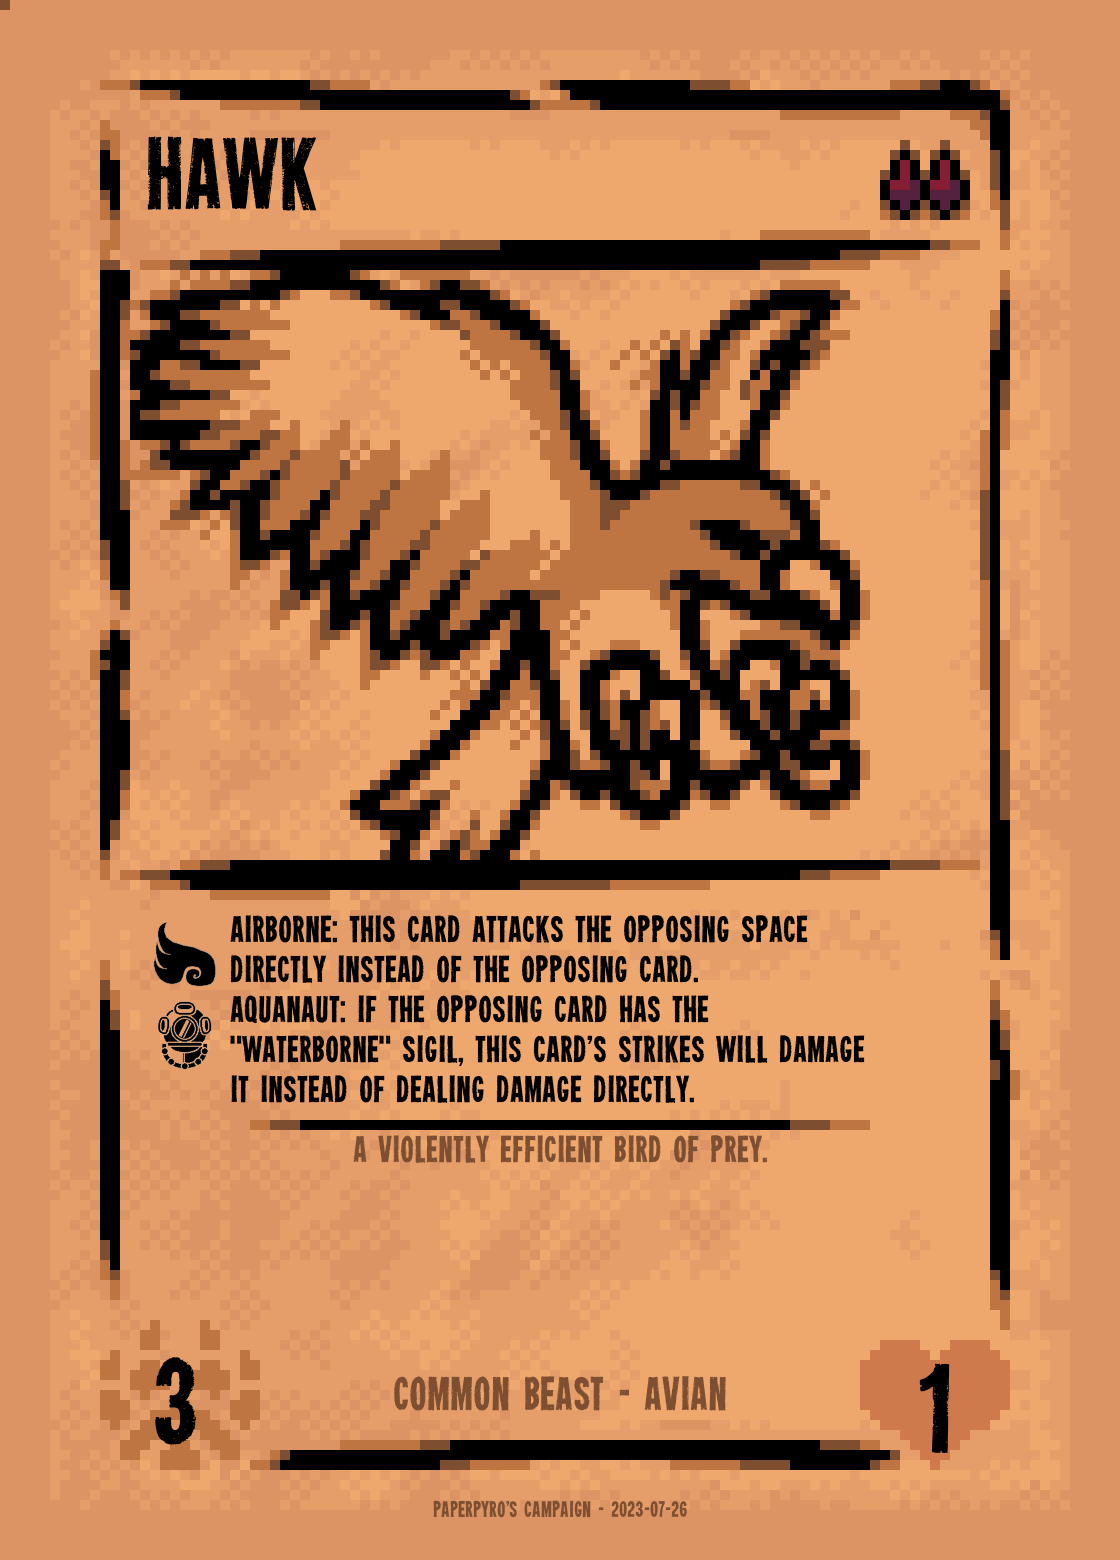 HAWK
AIRBORNE: THIS CARD ATTACKS THE OPPOSING SPACE
DIRECTLY INSTEAD OF THE OPPOSING CARD.
AQUANAUT: IF THE OPPOSING CARD HAS THE
"WATERBORNE" SIGIL, THIS CARD'S STRIKES WILL DAMAGE
IT INSTEAD OF DEALING DAMAGE DIRECTLY.
A VIOLENTLY EFFICIENT BIRD OF PREY.
3
COMMON BEAST - AVIAN
1
PAPERPYRO'S CAMPAIGN - 2023-07-26